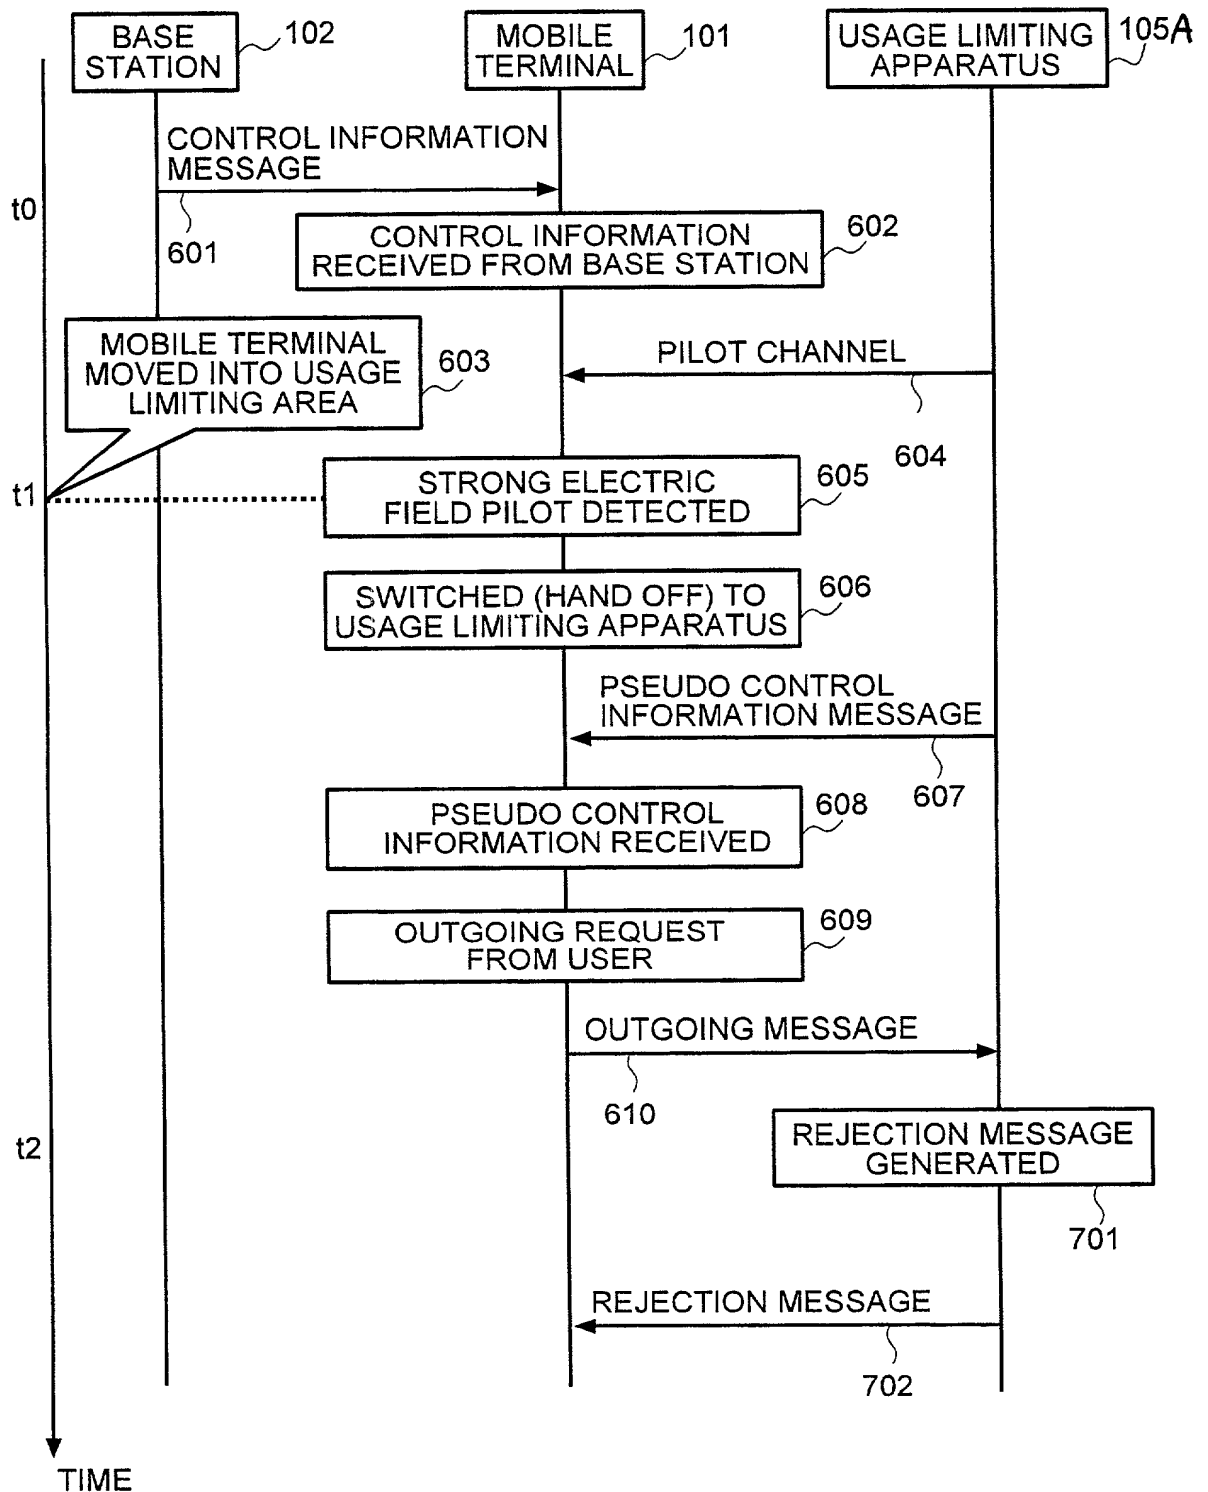 BASE
STATION
102
MOBILE
TERMINAL
101
USAGE LIMITING
APPARATUS
105A
CONTROL INFORMATION
MESSAGE
t0
601
CONTROL INFORMATION
RECEIVED FROM BASE STATION
602
MOBILE TERMINAL
MOVED INTO USAGE
LIMITING AREA
603
PILOT CHANNEL
604
t1
STRONG ELECTRIC
FIELD PILOT DETECTED
605
SWITCHED (HAND OFF) TO
USAGE LIMITING APPARATUS
606
PSEUDO CONTROL
INFORMATION MESSAGE
607
PSEUDO CONTROL
INFORMATION RECEIVED
608
OUTGOING REQUEST
FROM USER
609
OUTGOING MESSAGE
610
t2
REJECTION MESSAGE
GENERATED
701
REJECTION MESSAGE
702
TIME